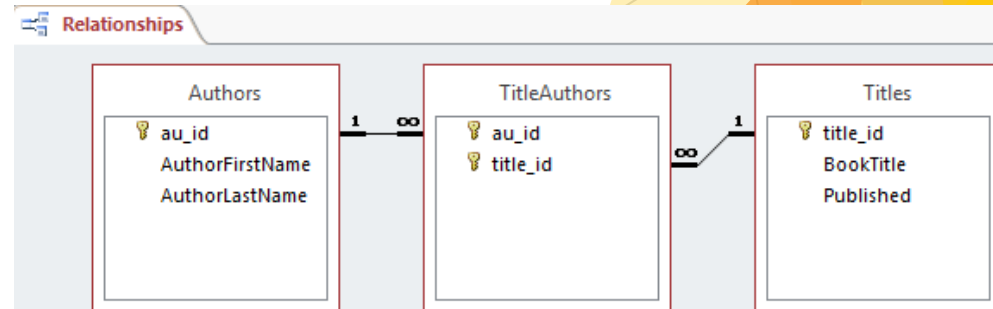 Relationships
Authors
au_id
AuthorFirstName
AuthorLastName
1 ∞
TitleAuthors
au_id
title_id
∞ 1
Titles
title_id
BookTitle
Published